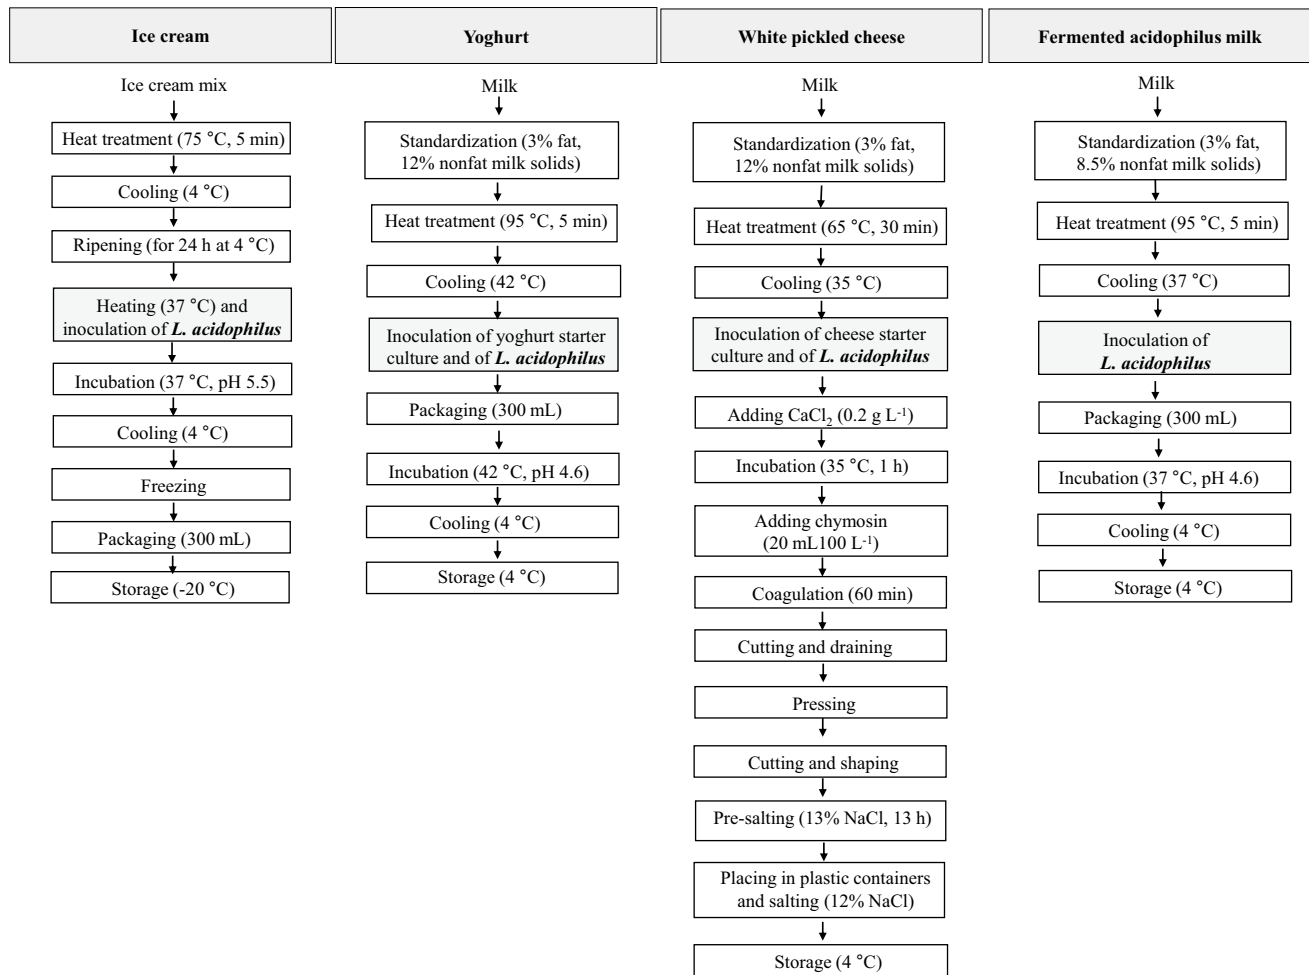 Ice cream
Ice cream mix
Heat treatment (75 °C, 5 min)
Cooling (4 °C)
Ripening (for 24 h at 4 °C)
Heating (37 °C) and
inoculation of L. acidophilus
Incubation (37 °C, pH 5.5)
Cooling (4 °C)
Freezing
Packaging (300 mL)
Storage (-20 °C)
Yoghurt
Milk
Standardization (3% fat,
12% nonfat milk solids)
Heat treatment (95 °C, 5 min)
Cooling (42 °C)
Inoculation of yoghurt starter
culture and of L. acidophilus
Packaging (300 mL)
Incubation (42 °C, pH 4.6)
Cooling (4 °C)
Storage (4 °C)
White pickled cheese
Milk
Standardization (3% fat,
12% nonfat milk solids)
Heat treatment (65 °C, 30 min)
Cooling (35 °C)
Inoculation of cheese starter
culture and of L. acidophilus
Adding CaCl₂ (0.2 g L⁻¹)
Incubation (35 °C, 1 h)
Adding chymosin
(20 mL100 L⁻¹)
Coagulation (60 min)
Cutting and draining
Pressing
Cutting and shaping
Pre-salting (13% NaCl, 13 h)
Placing in plastic containers
and salting (12% NaCl)
Storage (4 °C)
Fermented acidophilus milk
Milk
Standardization (3% fat,
8.5% nonfat milk solids)
Heat treatment (95 °C, 5 min)
Cooling (37 °C)
Inoculation of
L. acidophilus
Packaging (300 mL)
Incubation (37 °C, pH 4.6)
Cooling (4 °C)
Storage (4 °C)